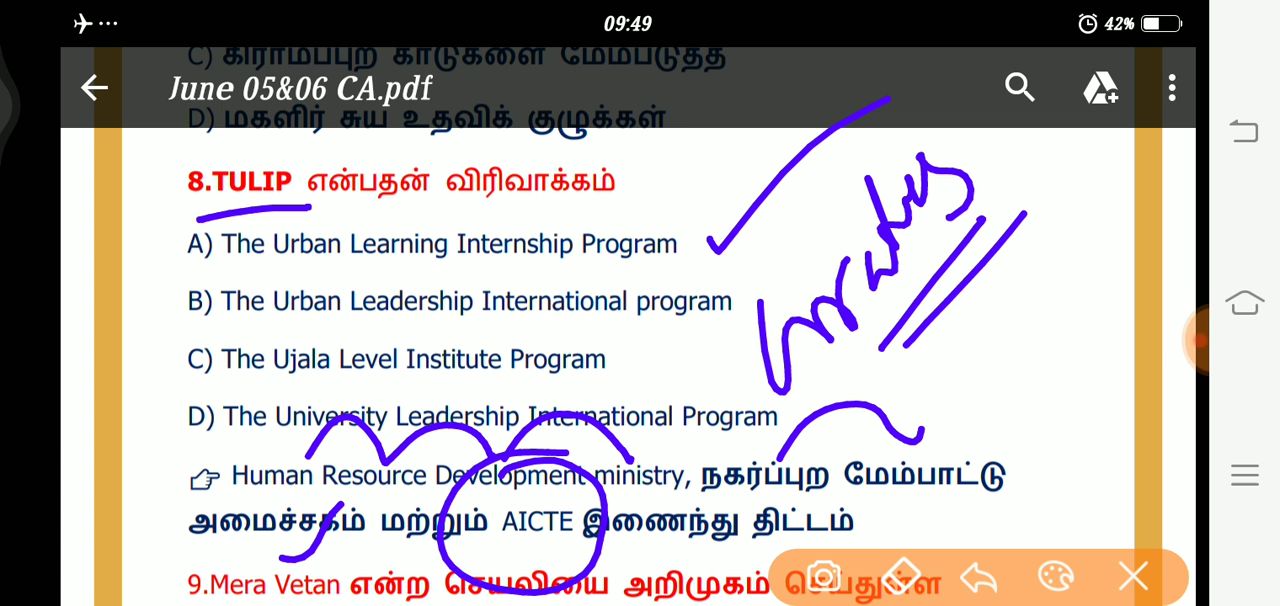 09:49
42%
C) கிராமப்புற காடுகளை மேம்படுத்த
June 05&06 CA.pdf
D) மகளிர் சுய உதவிக் குழுக்கள்
8.TULIP என்பதன் விரிவாக்கம்
A) The Urban Learning Internship Program
B) The Urban Leadership International program
C) The Ujala Level Institute Program
D) The University Leadership International Program
Human Resource Development ministry, நகர்ப்புற மேம்பாட்டு
அமைச்சகம் மற்றும் AICTE இணைந்து திட்டம்
9.Mera Vetan என்ற செயலியை அறிமுகம் செய்துள்ள